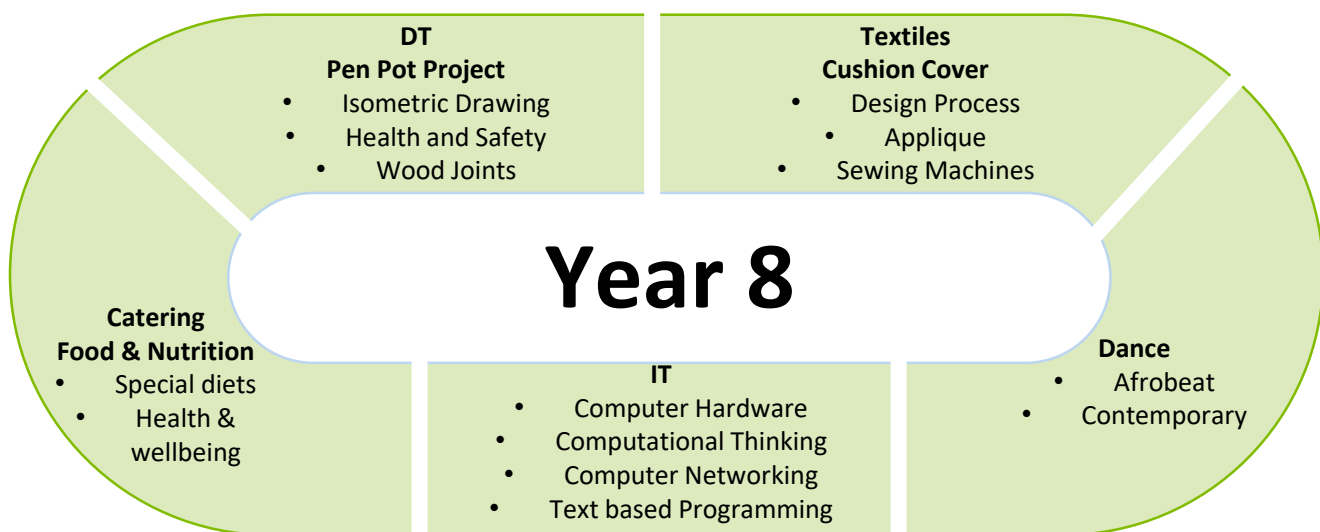 DT
Pen Pot Project
• Isometric Drawing
• Health and Safety
• Wood Joints
Textiles
Cushion Cover
• Design Process
• Applique
• Sewing Machines
Year 8
Catering
Food & Nutrition
• Special diets
• Health &
wellbeing
IT
• Computer Hardware
• Computational Thinking
• Computer Networking
• Text based Programming
Dance
• Afrobeat
• Contemporary